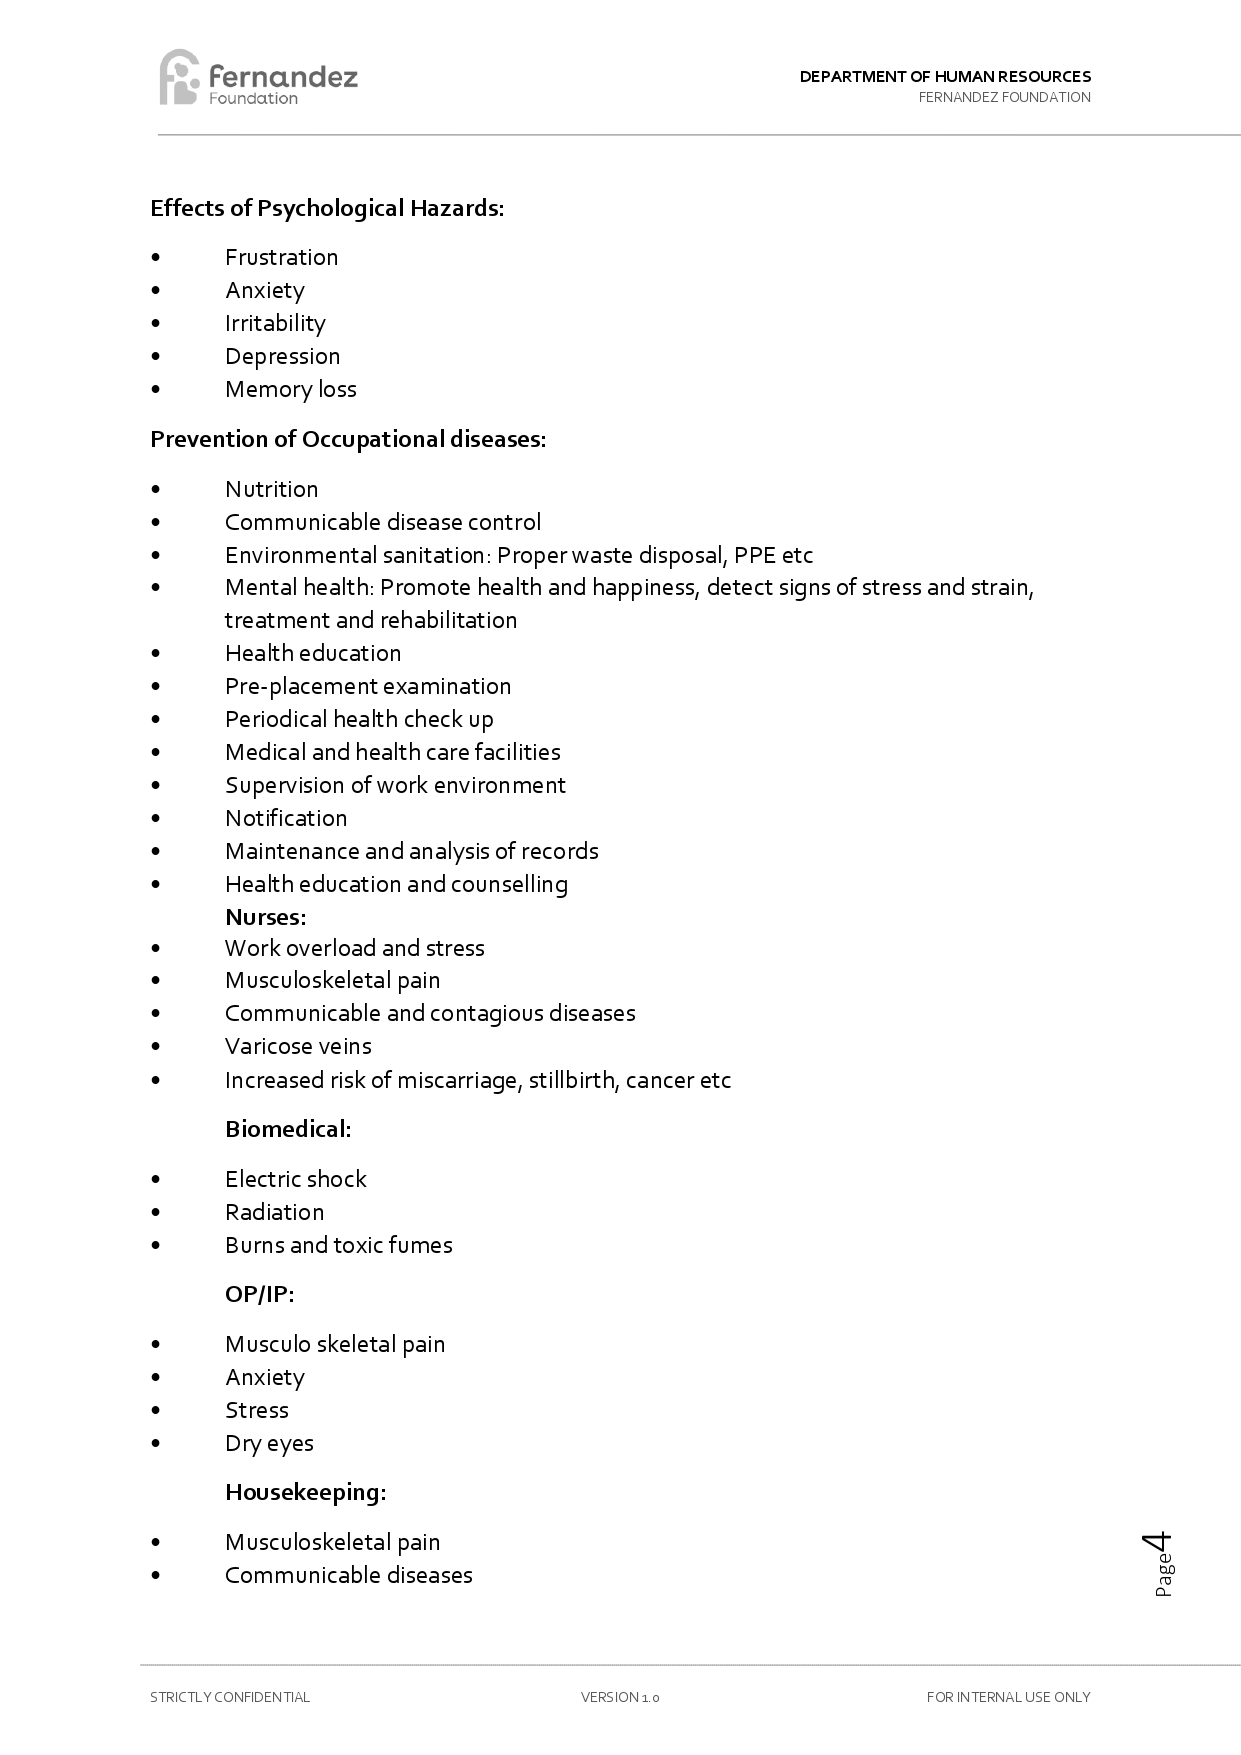 fernandez
Foundation
DEPARTMENT OF HUMAN RESOURCES
FERNANDEZ FOUNDATION
Effects of Psychological Hazards:
• Frustration
• Anxiety
• Irritability
• Depression
• Memory loss
Prevention of Occupational diseases:
• Nutrition
• Communicable disease control
• Environmental sanitation: Proper waste disposal, PPE etc
• Mental health: Promote health and happiness, detect signs of stress and strain,
treatment and rehabilitation
• Health education
• Pre-placement examination
• Periodical health check up
• Medical and health care facilities
• Supervision of work environment
• Notification
• Maintenance and analysis of records
• Health education and counselling
Nurses:
• Work overload and stress
• Musculoskeletal pain
• Communicable and contagious diseases
• Varicose veins
• Increased risk of miscarriage, stillbirth, cancer etc
Biomedical:
• Electric shock
• Radiation
• Burns and toxic fumes
OP/IP:
• Musculo skeletal pain
• Anxiety
• Stress
• Dry eyes
Housekeeping:
• Musculoskeletal pain
• Communicable diseases
Page4
STRICTLY CONFIDENTIAL
VERSION 1.0
FOR INTERNAL USE ONLY